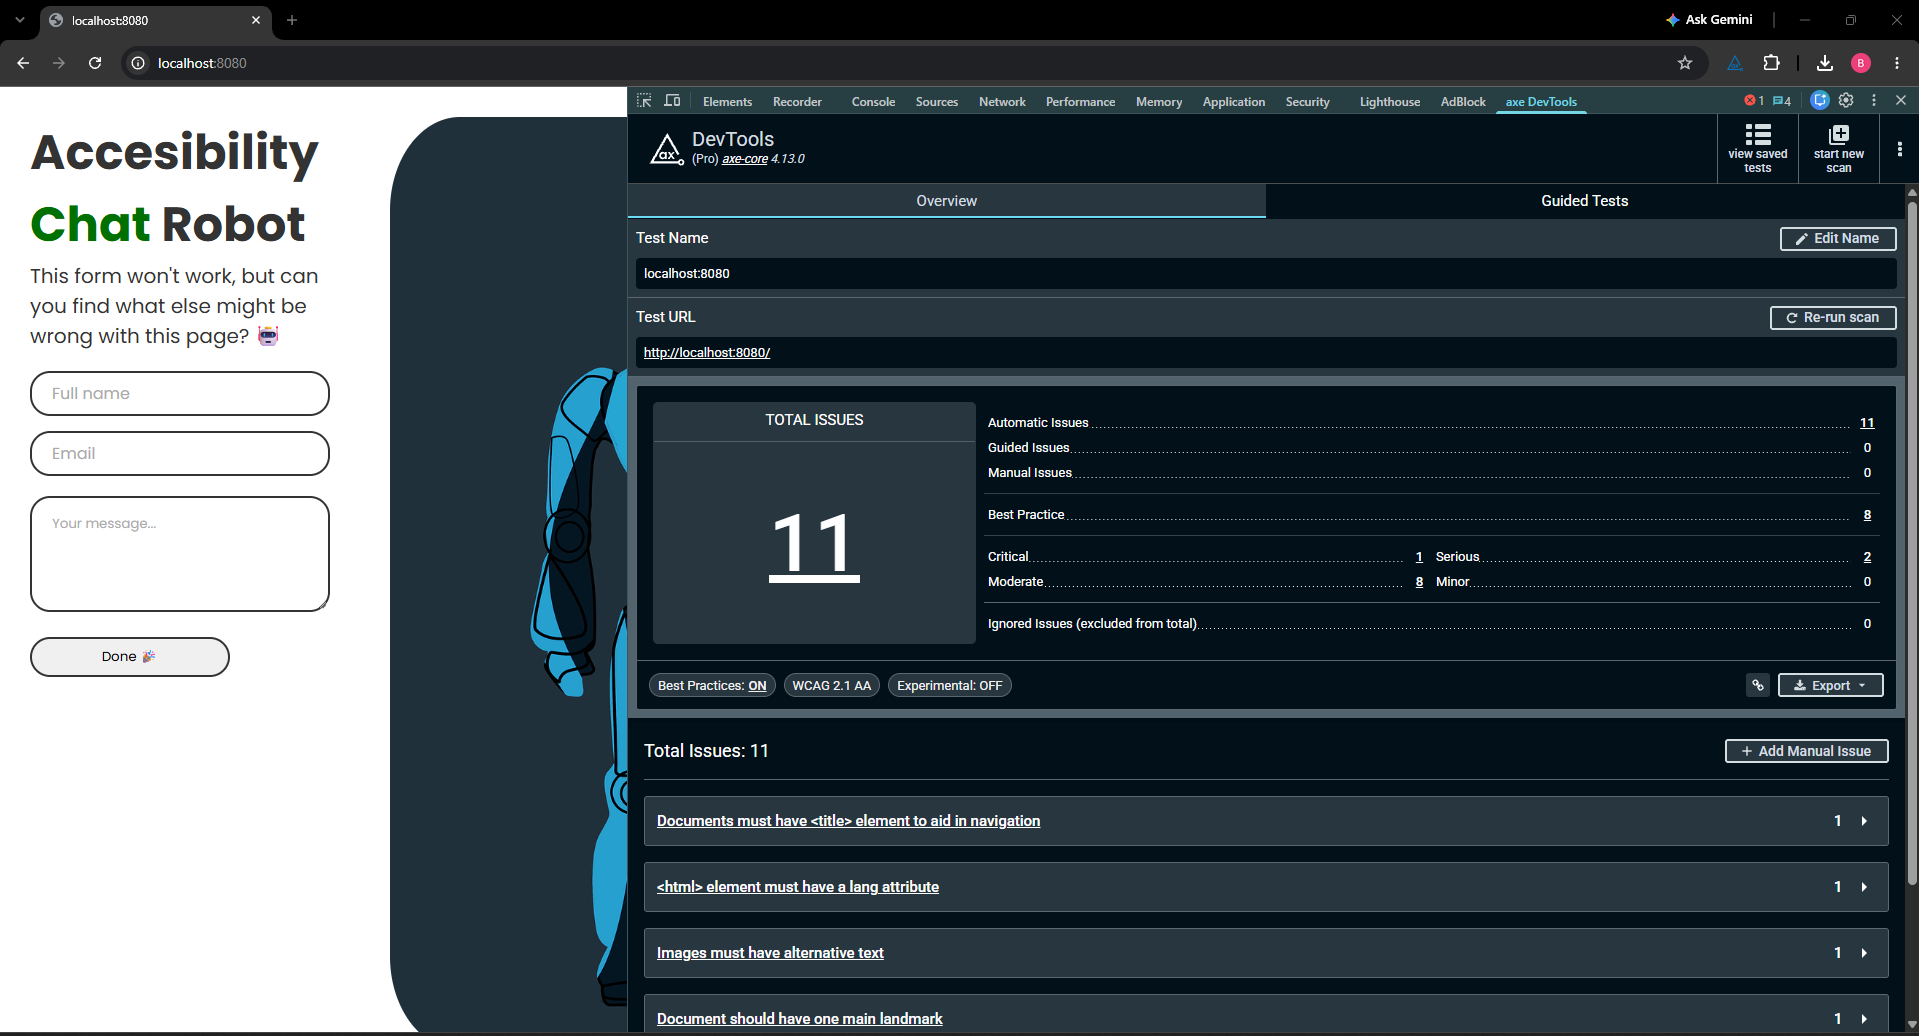 localhost:8080
Ask Gemini
localhost:8080
B
Accesibility
Chat Robot
This form won't work, but can
you find what else might be
wrong with this page?
Full name
Email
Your message...
Done
Elements Recorder Console Sources Network Performance Memory Application Security Lighthouse AdBlock axe DevTools
1 4
ax
DevTools
(Pro) axe-core 4.13.0
view saved
tests
start new
scan
Overview
Guided Tests
Test Name
Edit Name
localhost:8080
Test URL
Re-run scan
http://localhost:8080/
TOTAL ISSUES
11
Automatic Issues 11
Guided Issues 0
Manual Issues 0
Best Practice 8
Critical 1 Serious 2
Moderate 8 Minor 0
Ignored Issues (excluded from total) 0
Best Practices: ON WCAG 2.1 AA Experimental: OFF
Export
Total Issues: 11
+ Add Manual Issue
Documents must have <title> element to aid in navigation 1
<html> element must have a lang attribute 1
Images must have alternative text 1
Document should have one main landmark 1